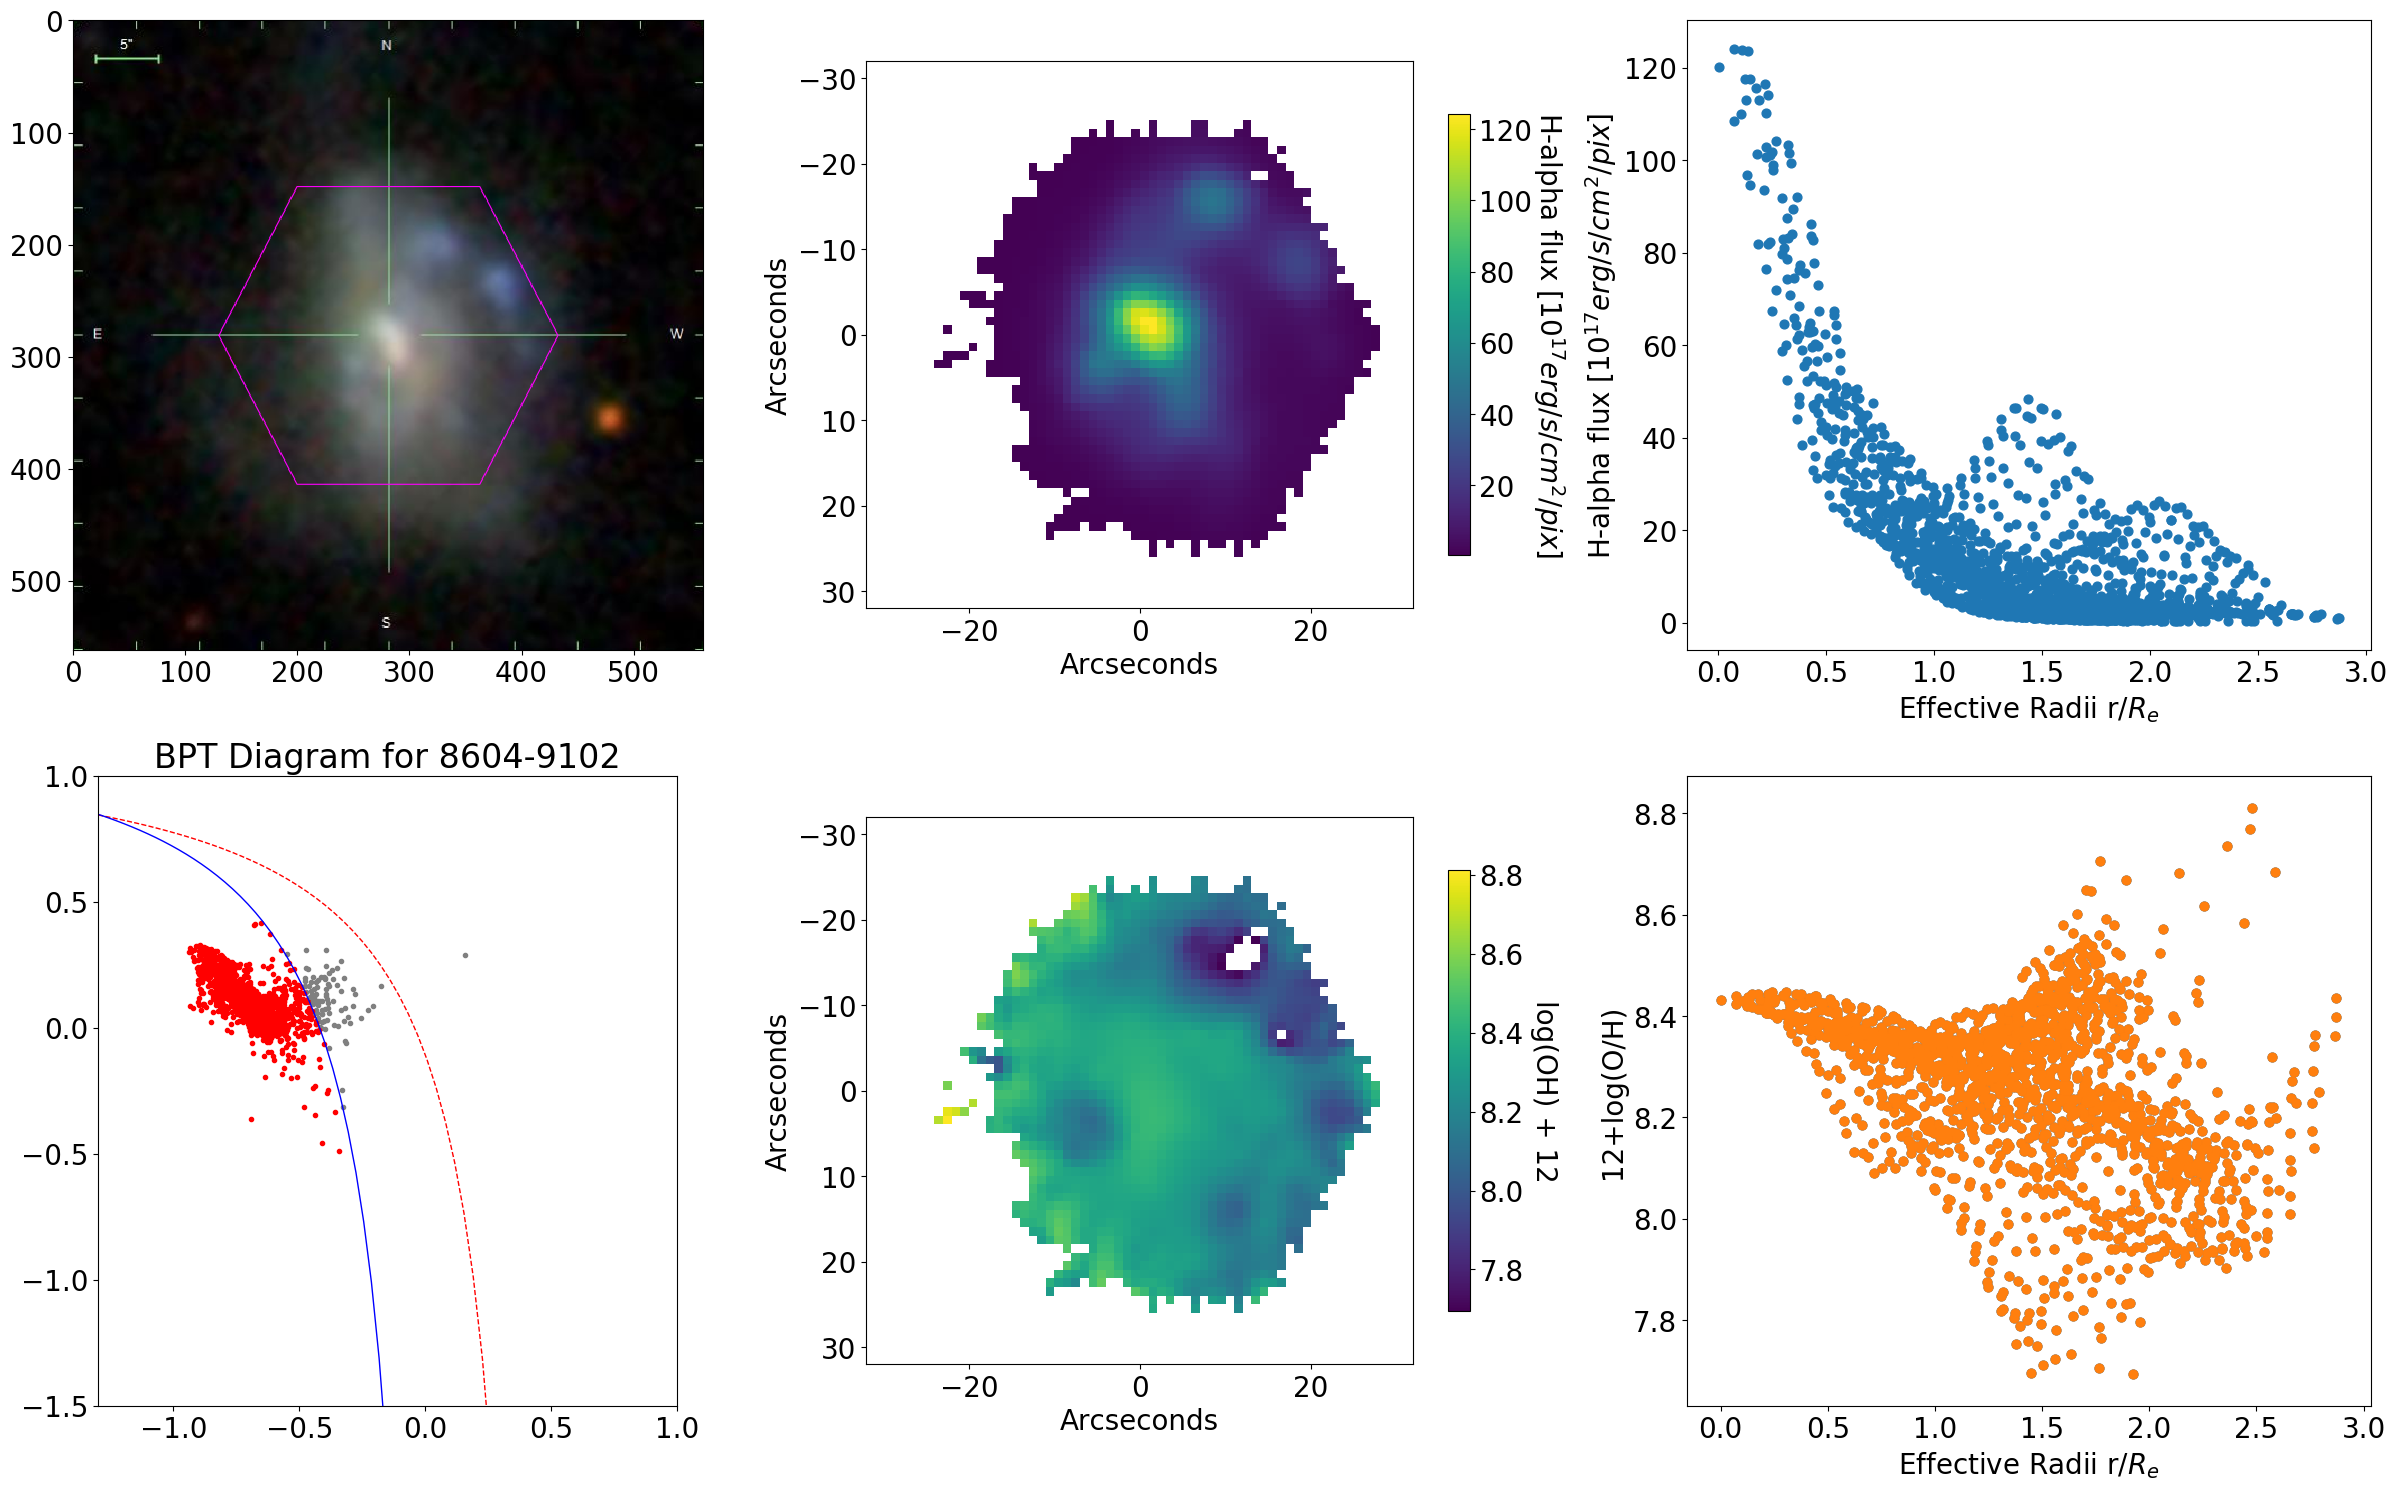 0
100
200
300
400
500
0 100 200 300 400 500
5"
N
E
W
S
−30
−20
−10
0
10
20
30
−20 0 20
Arcseconds
Arcseconds
120
100
80
60
40
20
H-alpha flux [10^17 erg/s/cm^2/pix]
H-alpha flux [10^17 erg/s/cm^2/pix]
120
100
80
60
40
20
0
0.0 0.5 1.0 1.5 2.0 2.5 3.0
Effective Radii r/R_e
BPT Diagram for 8604-9102
1.0
0.5
0.0
−0.5
−1.0
−1.5
−1.0 −0.5 0.0 0.5 1.0
−30
−20
−10
0
10
20
30
−20 0 20
Arcseconds
Arcseconds
8.8
8.6
8.4
8.2
8.0
7.8
log(OH) + 12
12+log(O/H)
8.8
8.6
8.4
8.2
8.0
7.8
0.0 0.5 1.0 1.5 2.0 2.5 3.0
Effective Radii r/R_e